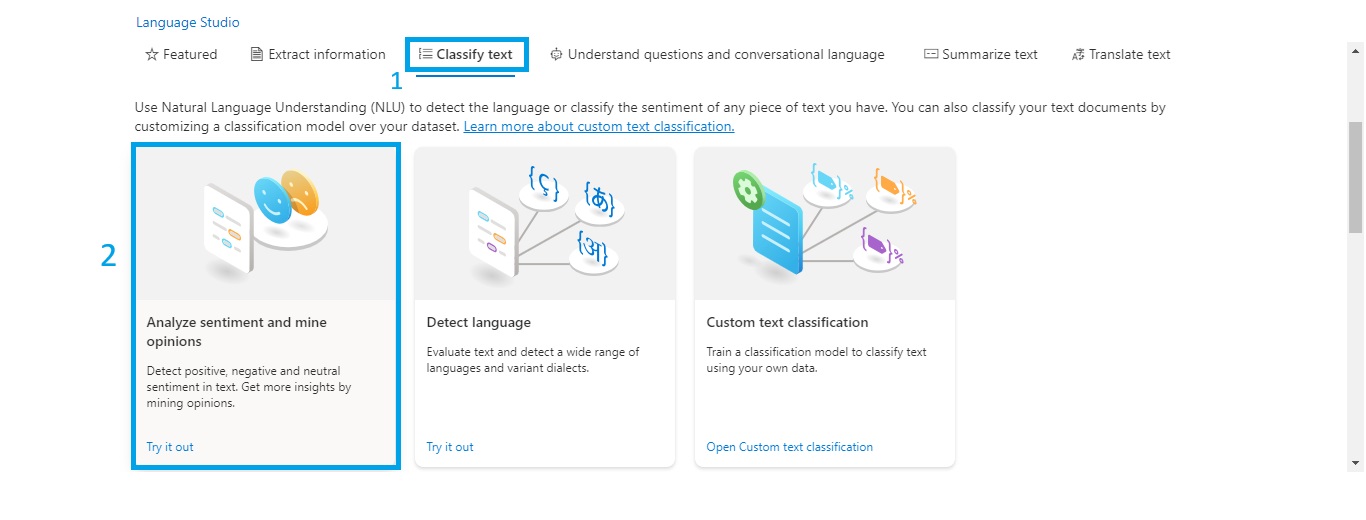 Language Studio
Featured
Extract information
Classify text
Understand questions and conversational language
Summarize text
Translate text
1
Use Natural Language Understanding (NLU) to detect the language or classify the sentiment of any piece of text you have. You can also classify your text documents by
customizing a classification model over your dataset. Learn more about custom text classification.
2
{ç}
{あ}
{अ}
%
%
%
Analyze sentiment and mine
opinions
Detect positive, negative and neutral
sentiment in text. Get more insights by
mining opinions.
Try it out
Detect language
Evaluate text and detect a wide range of
languages and variant dialects.
Try it out
Custom text classification
Train a classification model to classify text
using your own data.
Open Custom text classification